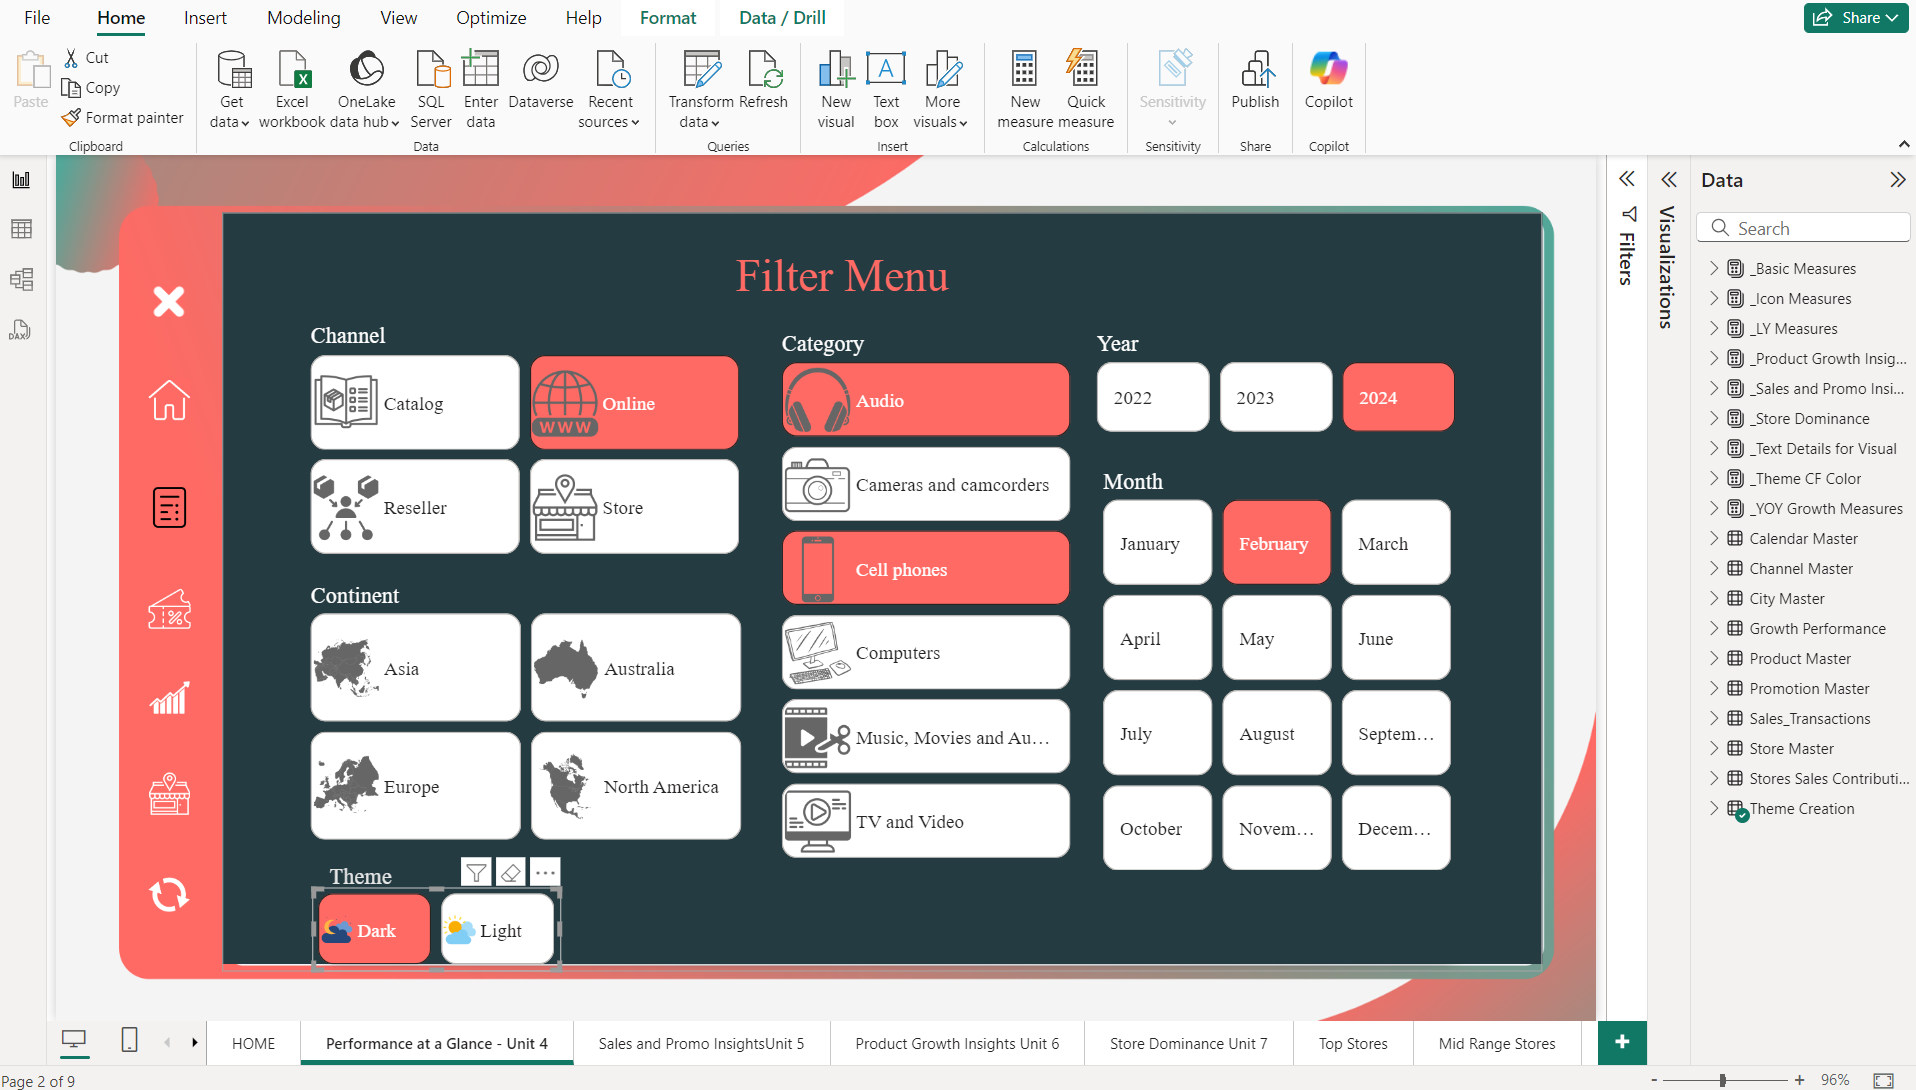 File Home Insert Modeling View Optimize Help Format Data / Drill Share
Paste
Cut
Copy
Format painter
Clipboard
Get data
Excel workbook
OneLake data hub
SQL Server
Enter data
Dataverse
Recent sources
Data
Transform data
Refresh
Queries
New visual
Text box
More visuals
Insert
New measure
Quick measure
Calculations
Sensitivity
Sensitivity
Publish
Share
Copilot
Copilot
DAX
Filter Menu
Channel
Catalog
Online
WWW
Reseller
Store
Continent
Asia
Australia
Europe
North America
Theme
Dark
Light
Category
Audio
Cameras and camcorders
Cell phones
Computers
Music, Movies and Au...
TV and Video
Year
2022 2023 2024
Month
January February March
April May June
July August Septem...
October Novem... Decem...
%
Filters
Visualizations
Data
Search
_Basic Measures
_Icon Measures
_LY Measures
_Product Growth Insig...
_Sales and Promo Insi...
_Store Dominance
_Text Details for Visual
_Theme CF Color
_YOY Growth Measures
Calendar Master
Channel Master
City Master
Growth Performance
Product Master
Promotion Master
Sales_Transactions
Store Master
Stores Sales Contributi...
Theme Creation
HOME
Performance at a Glance - Unit 4
Sales and Promo InsightsUnit 5
Product Growth Insights Unit 6
Store Dominance Unit 7
Top Stores
Mid Range Stores
+
Page 2 of 9
- + 96%